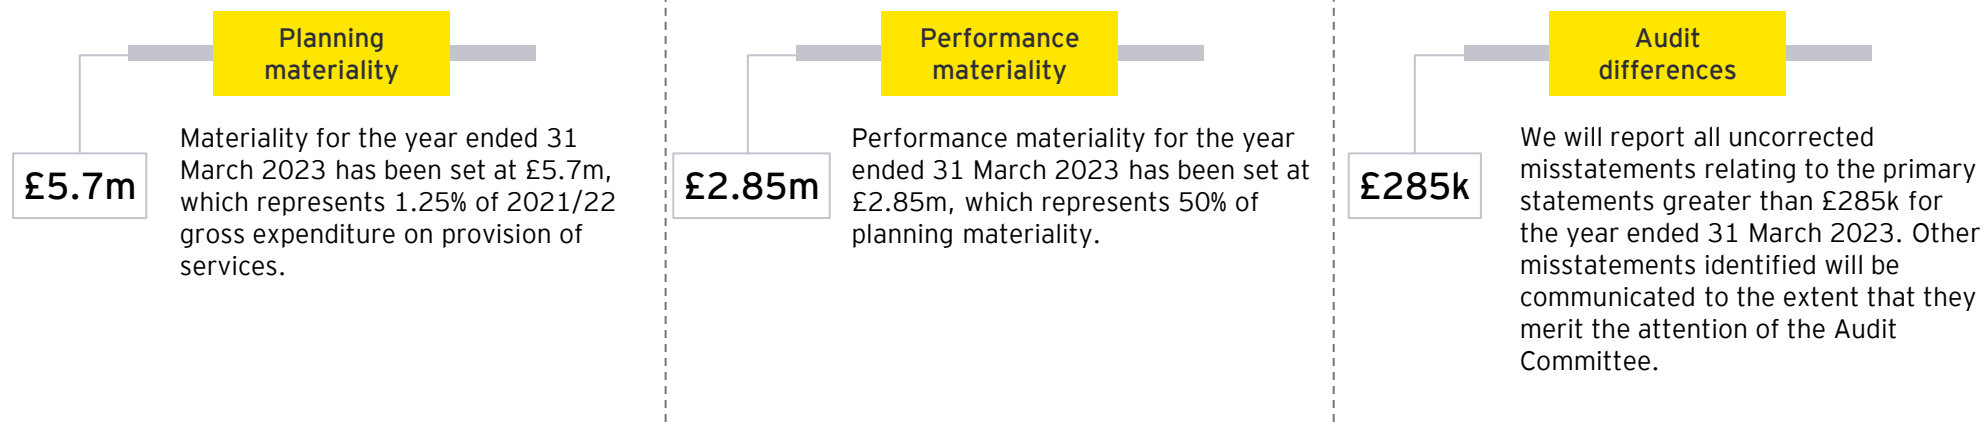 Planning
materiality
£5.7m
Materiality for the year ended 31
March 2023 has been set at £5.7m,
which represents 1.25% of 2021/22
gross expenditure on provision of
services.
Performance
materiality
£2.85m
Performance materiality for the year
ended 31 March 2023 has been set at
£2.85m, which represents 50% of
planning materiality.
Audit
differences
£285k
We will report all uncorrected
misstatements relating to the primary
statements greater than £285k for
the year ended 31 March 2023. Other
misstatements identified will be
communicated to the extent that they
merit the attention of the Audit
Committee.